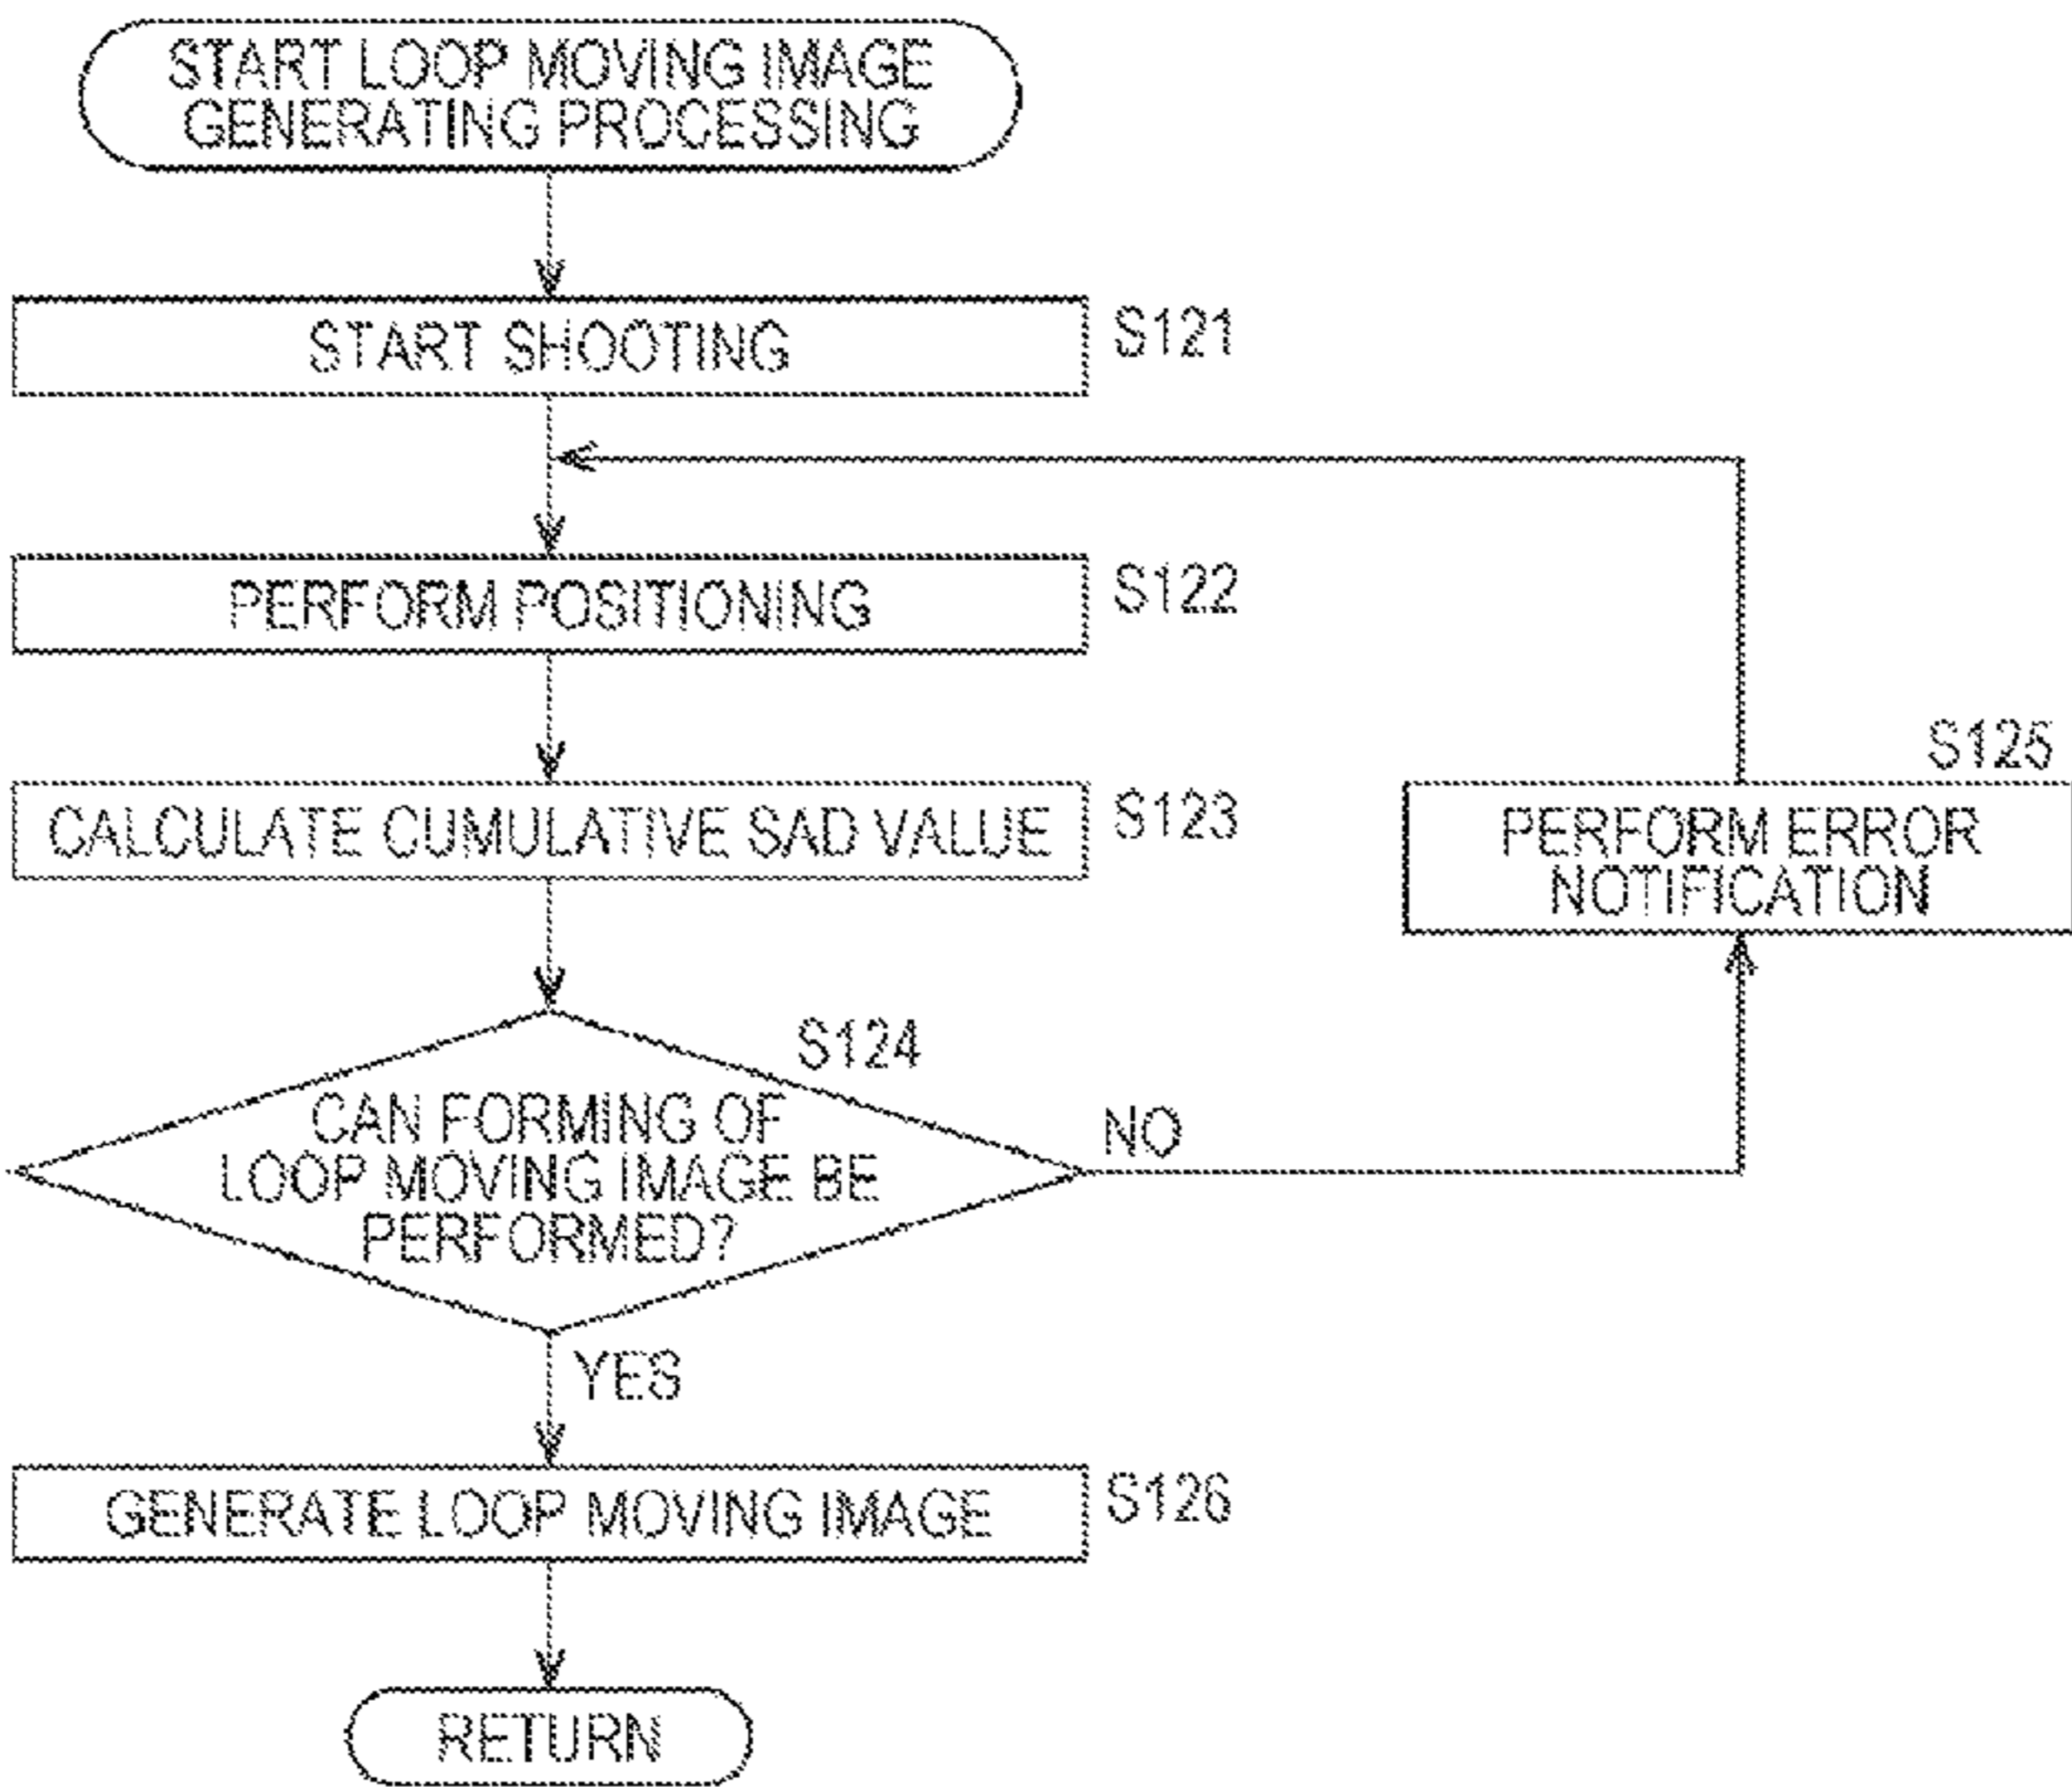 START LOOP MOVING IMAGE
GENERATING PROCESSING
START SHOOTING
S121
PERFORM POSITIONING
S122
CALCULATE CUMULATIVE SAD VALUE
S123
S125
PERFORM ERROR
NOTIFICATION
S124
CAN FORMING OF
LOOP MOVING IMAGE BE
PERFORMED?
NO
YES
GENERATE LOOP MOVING IMAGE
S126
RETURN